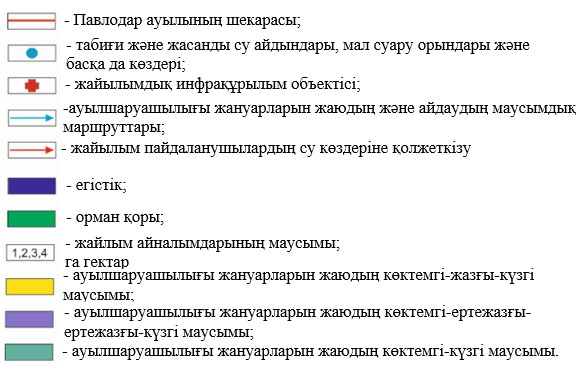 - Павлодар ауылының шекарасы;
- табиғи және жасанды су айдындары, мал суару орындары және
басқа да көздері;
- жайылымдық инфрақұрылым объектісі;
-ауылшаруашылығы жануарларын жаюдың және айдаудың маусымдық
маршруттары;
- жайылым пайдаланушылардың су көздеріне қолжеткізу
- егістік;
- орман қоры;
1,2,3,4 - жайлым айналымдарының маусымы;
га гектар
- ауылшаруашылығы жануарларын жаюдың көктемгі-жазғы-күзгі
маусымы;
- ауылшаруашылығы жануарларын жаюдың көктемгі-ертежазғы-
ертежазғы-күзгі маусымы;
- ауылшаруашылығы жануарларын жаюдың көктемгі-күзгі маусымы.